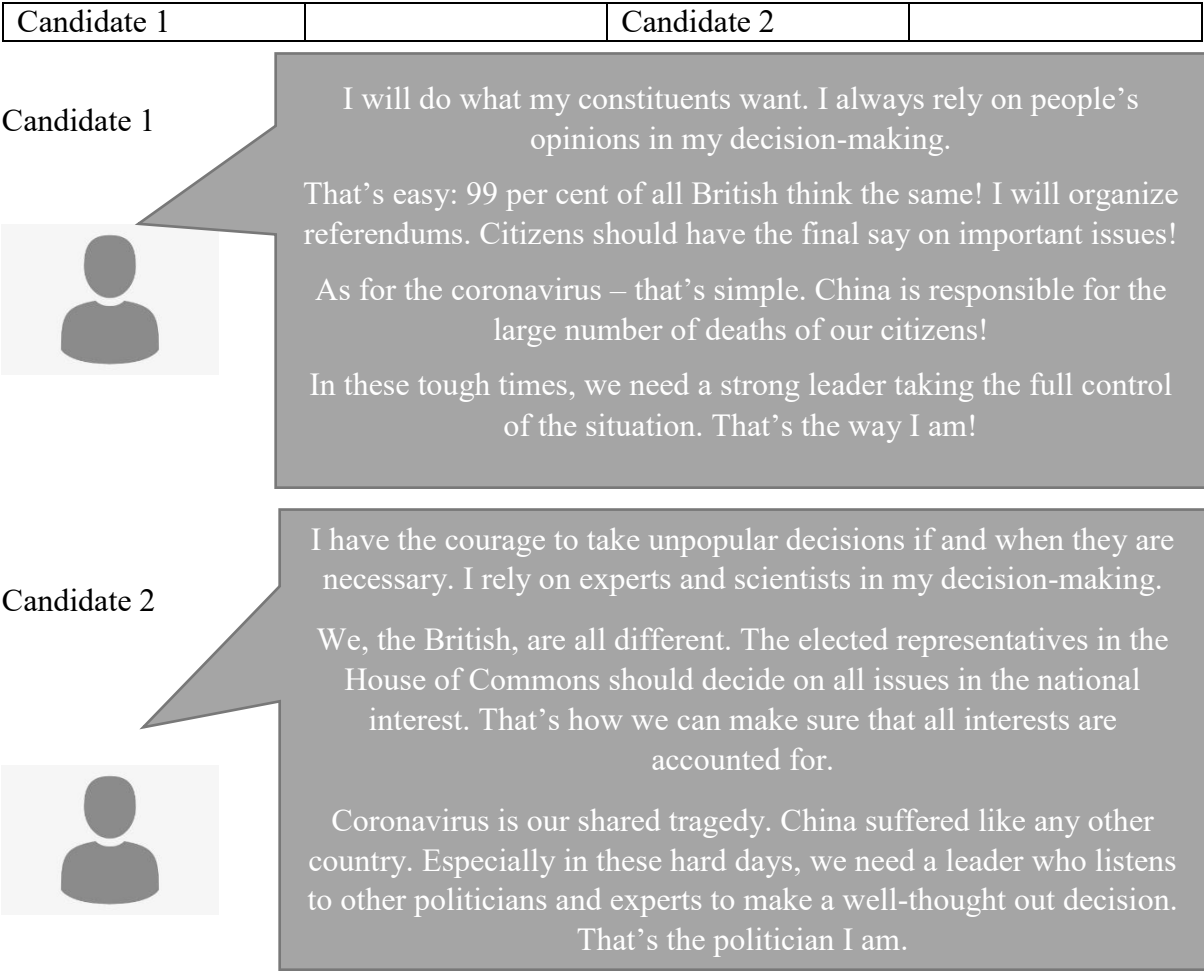 Candidate 1 Candidate 2
Candidate 1
I will do what my constituents want. I always rely on people’s
opinions in my decision-making.
That’s easy: 99 per cent of all British think the same! I will organize
referendums. Citizens should have the final say on important issues!
As for the coronavirus – that’s simple. China is responsible for the
large number of deaths of our citizens!
In these tough times, we need a strong leader taking the full control
of the situation. That’s the way I am!
Candidate 2
I have the courage to take unpopular decisions if and when they are
necessary. I rely on experts and scientists in my decision-making.
We, the British, are all different. The elected representatives in the
House of Commons should decide on all issues in the national
interest. That’s how we can make sure that all interests are
accounted for.
Coronavirus is our shared tragedy. China suffered like any other
country. Especially in these hard days, we need a leader who listens
to other politicians and experts to make a well-thought out decision.
That’s the politician I am.